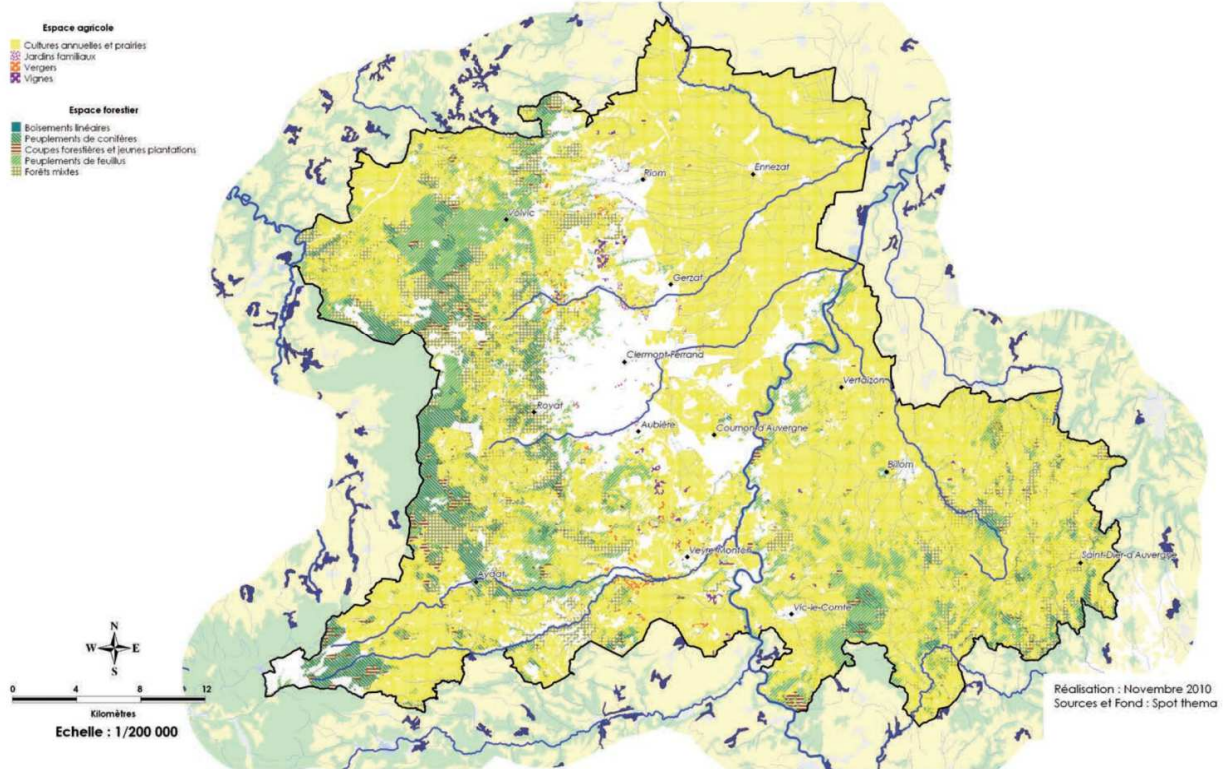 Espace agricole
Cultures annuelles et prairies
Jardins familiaux
Vergers
Vignes
Espace forestier
Boisements linéaires
Peuplements de conifères
Coupes forestières et jeunes plantations
Peuplements de feuillus
Forêts mixtes
Riom
Ennezat
Volvic
Gerzat
Clermont-Ferrand
Vertaizon
Royat
Aubière
Cournon-d'Auvergne
Billom
Veyre-Monton
Saint-Dier-d'Auvergne
Aydat
Vic-le-Comte
N
W E
S
0 4 8 12
Kilomètres
Echelle : 1/200 000
Réalisation : Novembre 2010
Sources et Fond : Spot thema